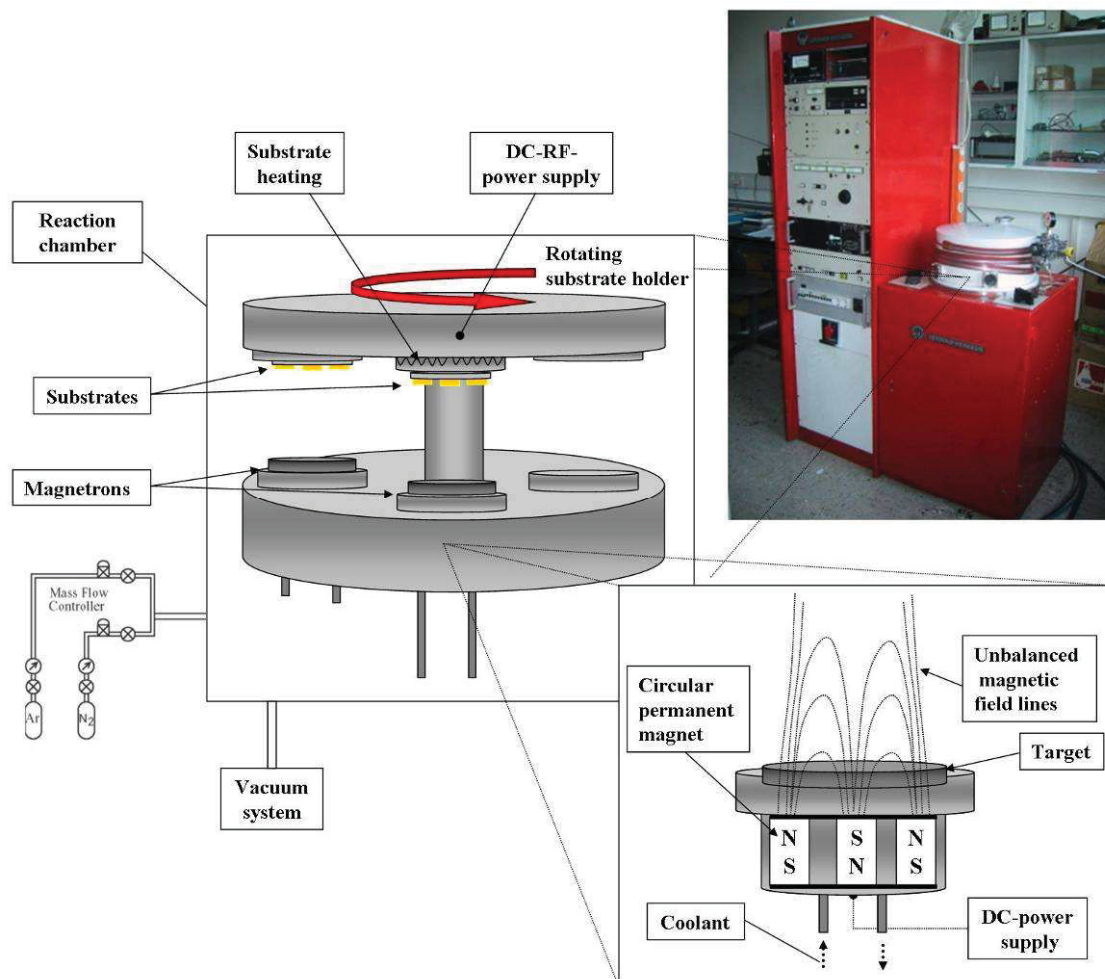 Substrate
heating
DC-RF-
power supply
Reaction
chamber
Rotating
substrate holder
Substrates
Magnetrons
Mass Flow
Controller
Ar
N2
Vacuum
system
Unbalanced
magnetic
field lines
Circular
permanent
magnet
Target
N
S
N
S
N
S
Coolant
DC-power
supply